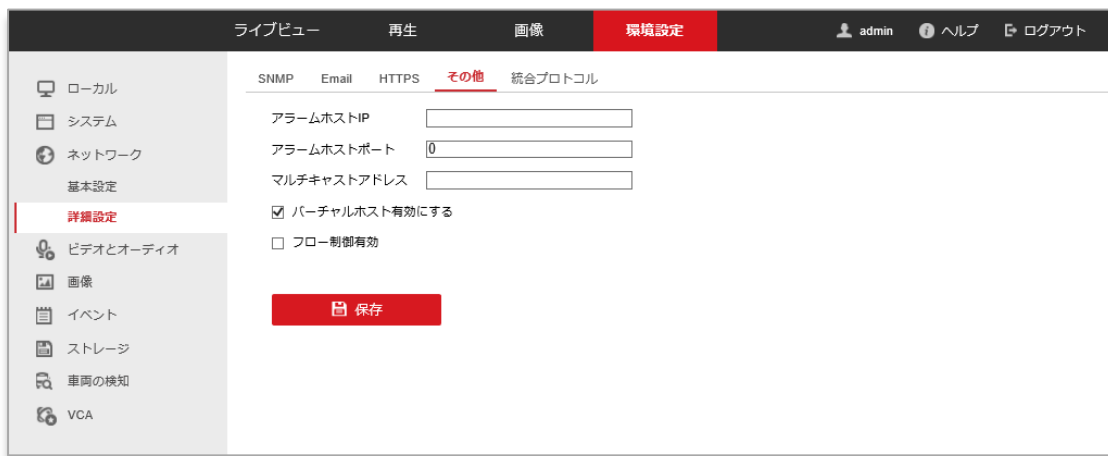 ライブビュー 再生 画像 環境設定 admin ヘルプ ログアウト
ローカル
システム
ネットワーク
基本設定
詳細設定
ビデオとオーディオ
画像
イベント
ストレージ
車両の検知
VCA
SNMP Email HTTPS その他 統合プロトコル
アラームホストIP
アラームホストポート 0
マルチキャストアドレス
バーチャルホスト有効にする
フロー制御有効
保存